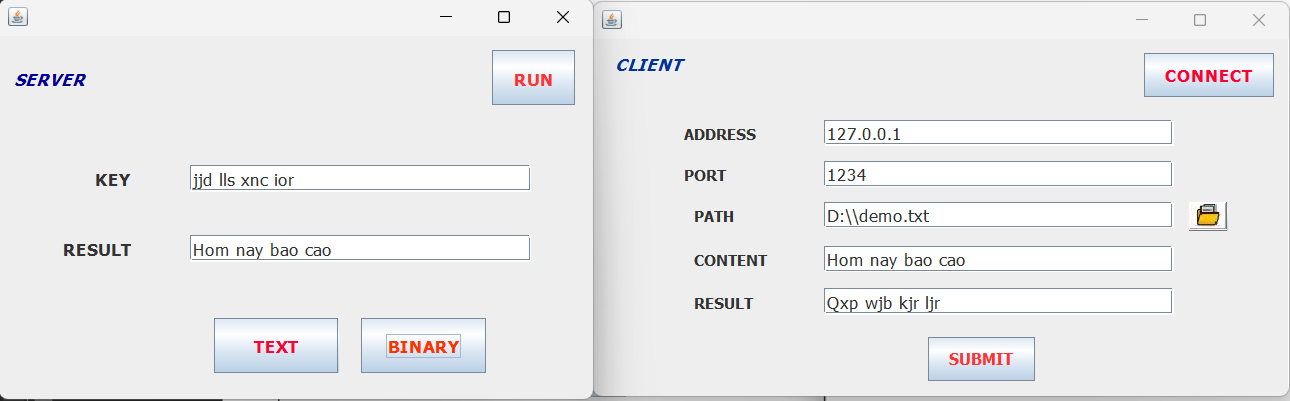 SERVER
RUN
KEY
jjd lls xnc ior
RESULT
Hom nay bao cao
TEXT
BINARY
CLIENT
CONNECT
ADDRESS
127.0.0.1
PORT
1234
PATH
D:\\demo.txt
CONTENT
Hom nay bao cao
RESULT
Qxp wjb kjr ljr
SUBMIT